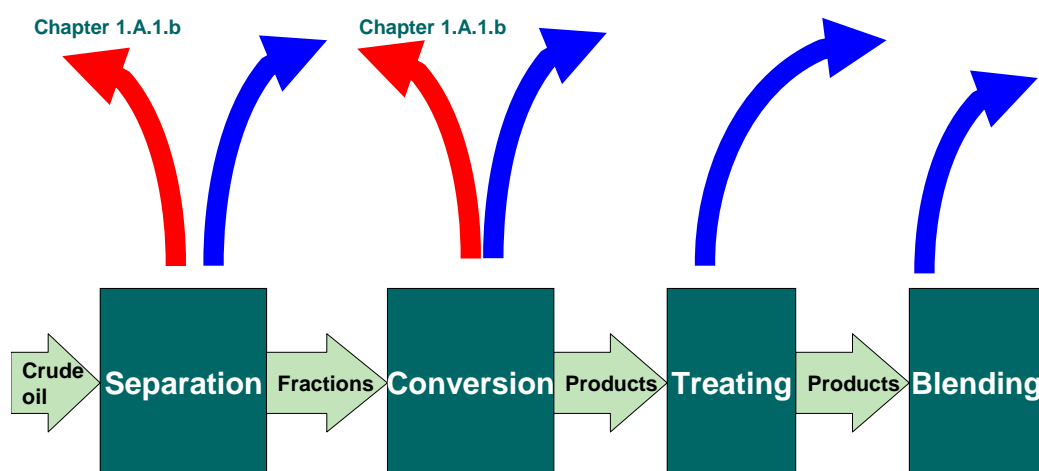 Chapter 1.A.1.b
Chapter 1.A.1.b
Crude
oil
Separation
Fractions
Conversion
Products
Treating
Products
Blending